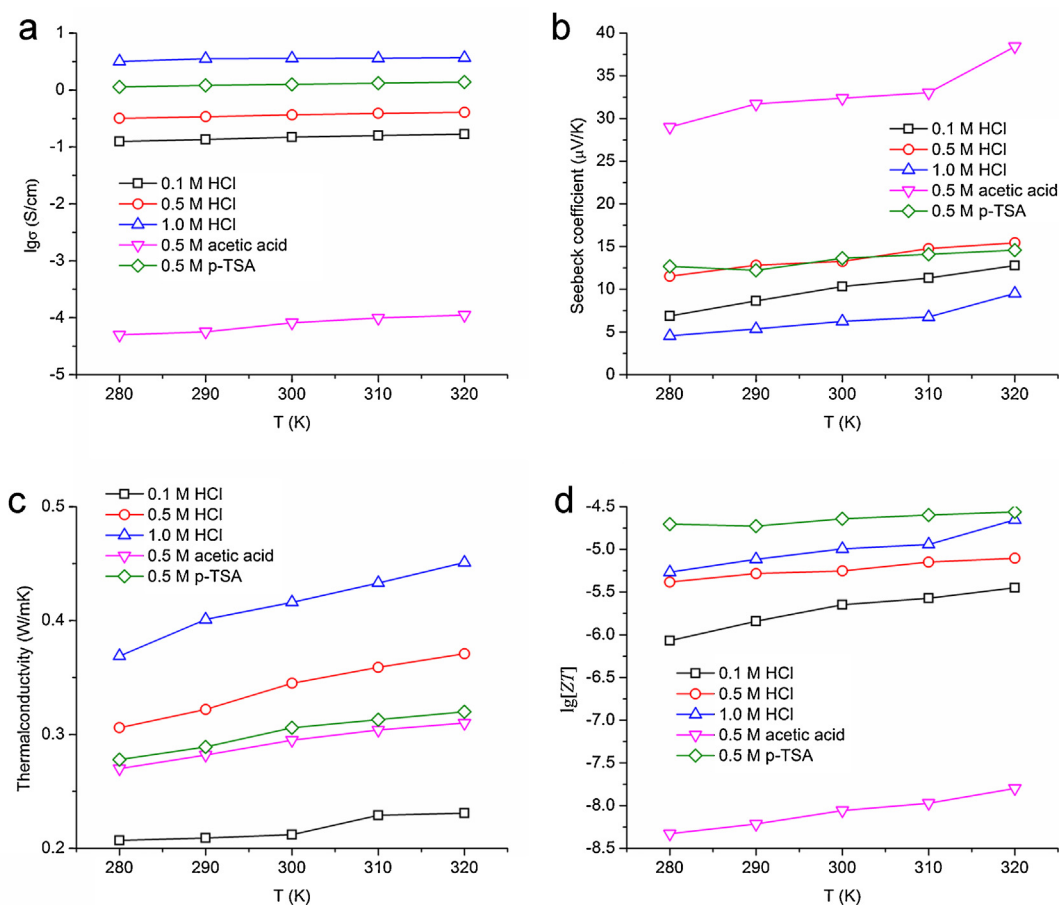 a
1
0
-1
-2
-3
-4
-5
lgσ (S/cm)
0.1 M HCl
0.5 M HCl
1.0 M HCl
0.5 M acetic acid
0.5 M p-TSA
280 290 300 310 320
T (K)
b
40
35
30
25
20
15
10
5
0
Seebeck coefficient (μV/K)
0.1 M HCl
0.5 M HCl
1.0 M HCl
0.5 M acetic acid
0.5 M p-TSA
280 290 300 310 320
T (K)
c
0.5
0.4
0.3
0.2
Thermalconductvity (W/mK)
0.1 M HCl
0.5 M HCl
1.0 M HCl
0.5 M acetic acid
0.5 M p-TSA
280 290 300 310 320
T (K)
d
-4.5
-5.0
-5.5
-6.0
-6.5
-7.0
-7.5
-8.0
-8.5
lg[ZT]
0.1 M HCl
0.5 M HCl
1.0 M HCl
0.5 M acetic acid
0.5 M p-TSA
280 290 300 310 320
T (K)